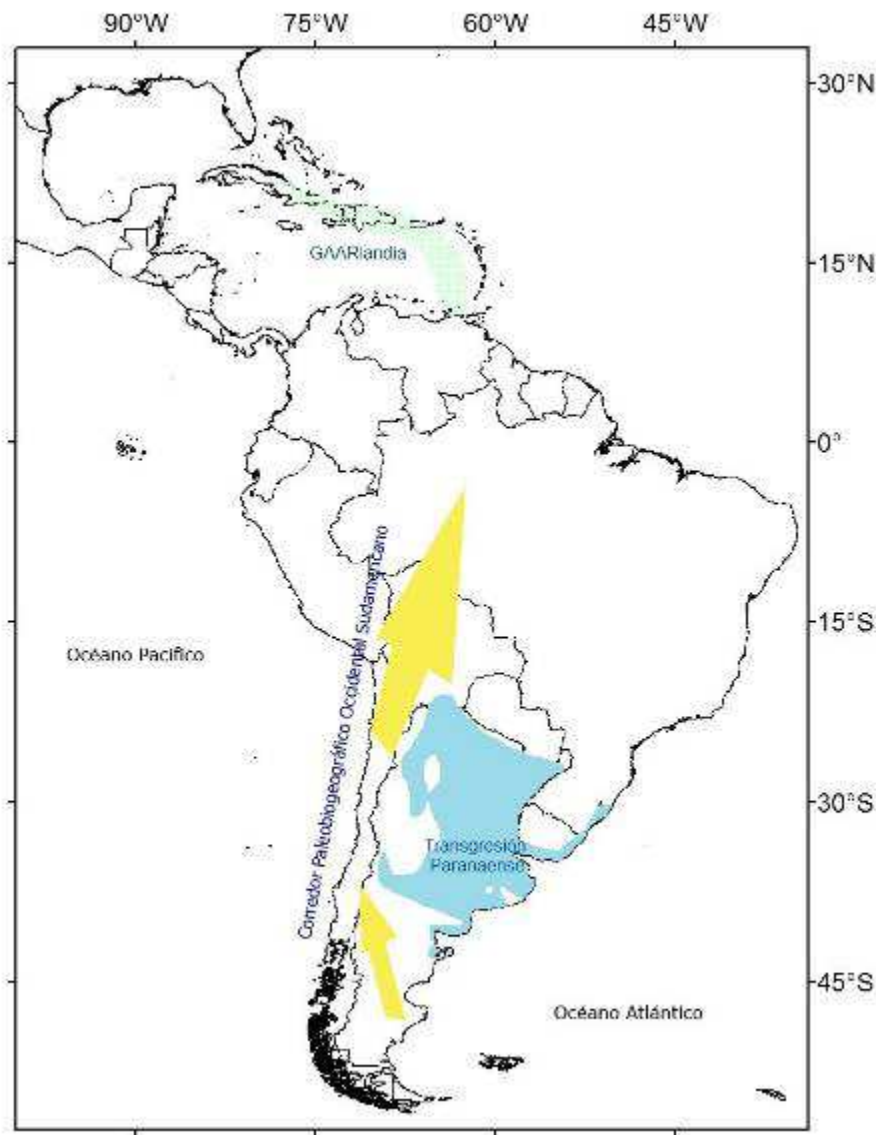 90°W 75°W 60°W 45°W
30°N
GAARlandia
15°N
0°
Corredor Paleobiogeográfico Occidental Sudamericano
15°S
Océano Pacífico
30°S
Transgresión
Paranaense
45°S
Océano Atlántico